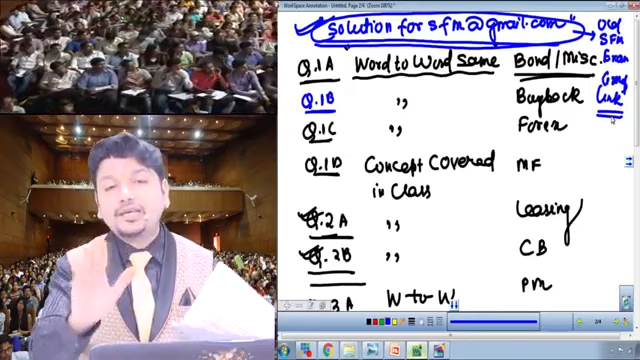 WorkSpace Annotation - Untitled, Page 2/4 (Zoom:100%)
"solution for sfm@gmail.com"
Old
SFM
Exam
Link
Q.1A Word to Word Same Bond/Misc.
Q.1B ,, Buyback
Q.1C ,, Forex
Q.1D Concept Covered MF
in Class
Q.2A ,, Leasing
Q.2B ,, CB
3A W-to-W PM
2/4